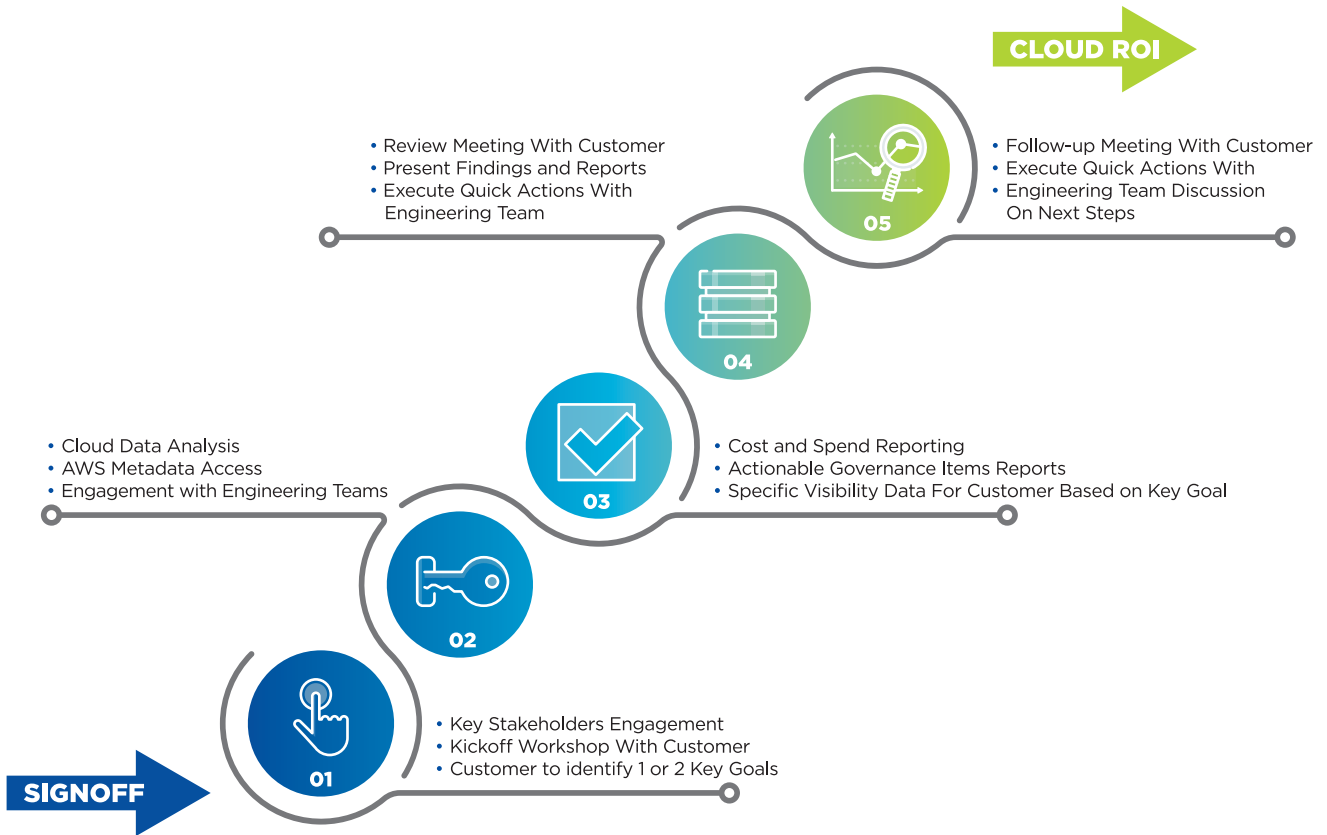 CLOUD ROI
• Review Meeting With Customer
• Present Findings and Reports
• Execute Quick Actions With
Engineering Team
05
• Follow-up Meeting With Customer
• Execute Quick Actions With
• Engineering Team Discussion
On Next Steps
04
• Cloud Data Analysis
• AWS Metadata Access
• Engagement with Engineering Teams
03
• Cost and Spend Reporting
• Actionable Governance Items Reports
• Specific Visibility Data For Customer Based on Key Goal
02
SIGNOFF
01
• Key Stakeholders Engagement
• Kickoff Workshop With Customer
• Customer to identify 1 or 2 Key Goals